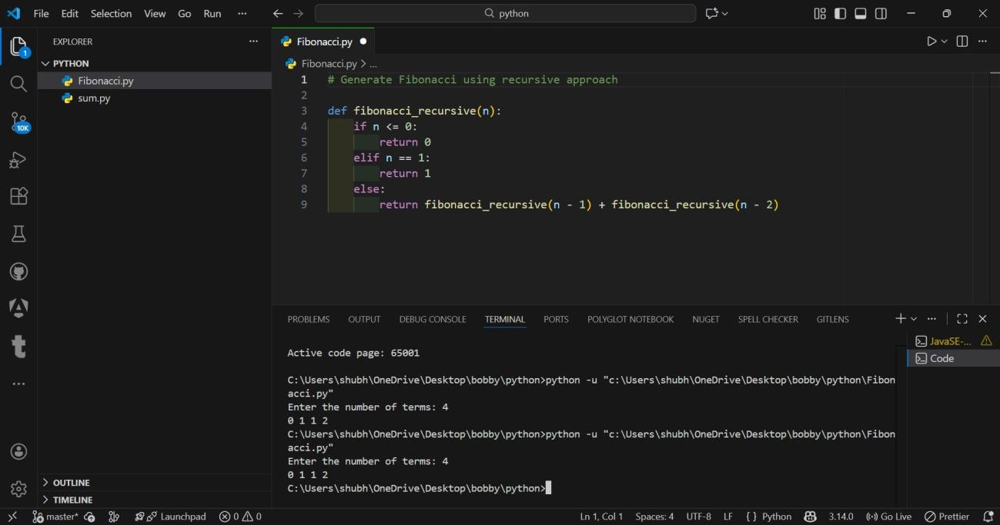 File Edit Selection View Go Run ··· python
EXPLORER ···
PYTHON
Fibonacci.py
sum.py
OUTLINE
TIMELINE
1
10K
Fibonacci.py
Fibonacci.py > ...
1 # Generate Fibonacci using recursive approach
2
3 def fibonacci_recursive(n):
4 if n <= 0:
5 return 0
6 elif n == 1:
7 return 1
8 else:
9 return fibonacci_recursive(n - 1) + fibonacci_recursive(n - 2)
PROBLEMS OUTPUT DEBUG CONSOLE TERMINAL PORTS POLYGLOT NOTEBOOK NUGET SPELL CHECKER GITLENS
Active code page: 65001
C:\Users\shubh\OneDrive\Desktop\bobby\python>python -u "c:\Users\shubh\OneDrive\Desktop\bobby\python\Fibon
acci.py"
Enter the number of terms: 4
0 1 1 2
C:\Users\shubh\OneDrive\Desktop\bobby\python>python -u "c:\Users\shubh\OneDrive\Desktop\bobby\python\Fibon
acci.py"
Enter the number of terms: 4
0 1 1 2
C:\Users\shubh\OneDrive\Desktop\bobby\python>
JavaSE-...
Code
master* Launchpad 0 0 Ln 1, Col 1 Spaces: 4 UTF-8 LF { } Python 3.14.0 Go Live Prettier